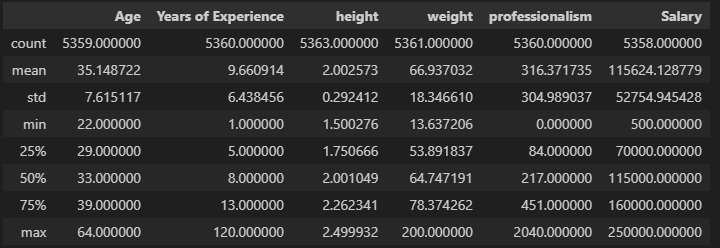 Age Years of Experience height weight professionalism Salary
count 5359.000000 5360.000000 5363.000000 5361.000000 5360.000000 5358.000000
mean 35.148722 9.660914 2.002573 66.937032 316.371735 115624.128779
std 7.615117 6.438456 0.292412 18.346610 304.989037 52754.945428
min 22.000000 1.000000 1.500276 13.637206 0.000000 500.000000
25% 29.000000 5.000000 1.750666 53.891837 84.000000 70000.000000
50% 33.000000 8.000000 2.001049 64.747191 217.000000 115000.000000
75% 39.000000 13.000000 2.262341 78.374262 451.000000 160000.000000
max 64.000000 120.000000 2.499932 200.000000 2040.000000 250000.000000